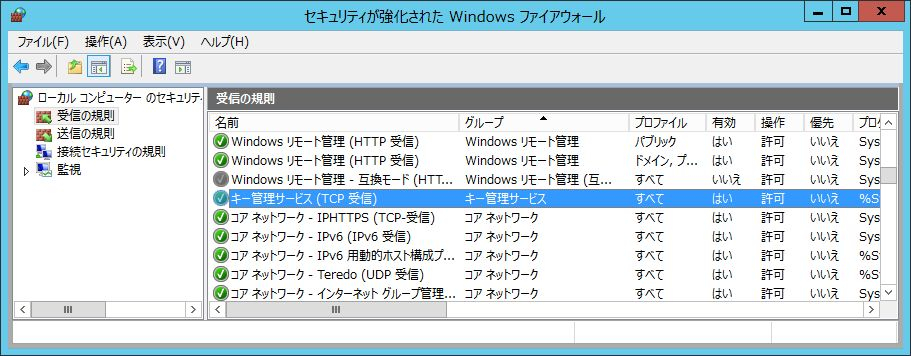 セキュリティが強化された Windows ファイアウォール
ファイル(F) 操作(A) 表示(V) ヘルプ(H)
ローカル コンピューター のセキュリティ
受信の規則
送信の規則
接続セキュリティの規則
監視
受信の規則
名前 グループ プロファイル 有効 操作 優先 プログ
Windows リモート管理 (HTTP 受信) Windows リモート管理 パブリック はい 許可 いいえ Sys
Windows リモート管理 (HTTP 受信) Windows リモート管理 ドメイン, プ... はい 許可 いいえ Sys
Windows リモート管理 - 互換モード (HTT... Windows リモート管理 (互... すべて いいえ 許可 いいえ Sys
キー管理サービス (TCP 受信) キー管理サービス すべて はい 許可 いいえ %S
コア ネットワーク - IPHTTPS (TCP-受信) コア ネットワーク すべて はい 許可 いいえ Sys
コア ネットワーク - IPv6 (IPv6 受信) コア ネットワーク すべて はい 許可 いいえ Sys
コア ネットワーク - IPv6 用動的ホスト構成プ... コア ネットワーク すべて はい 許可 いいえ %S
コア ネットワーク - Teredo (UDP 受信) コア ネットワーク すべて はい 許可 いいえ %S
コア ネットワーク - インターネット グループ管理... コア ネットワーク すべて はい 許可 いいえ Sys